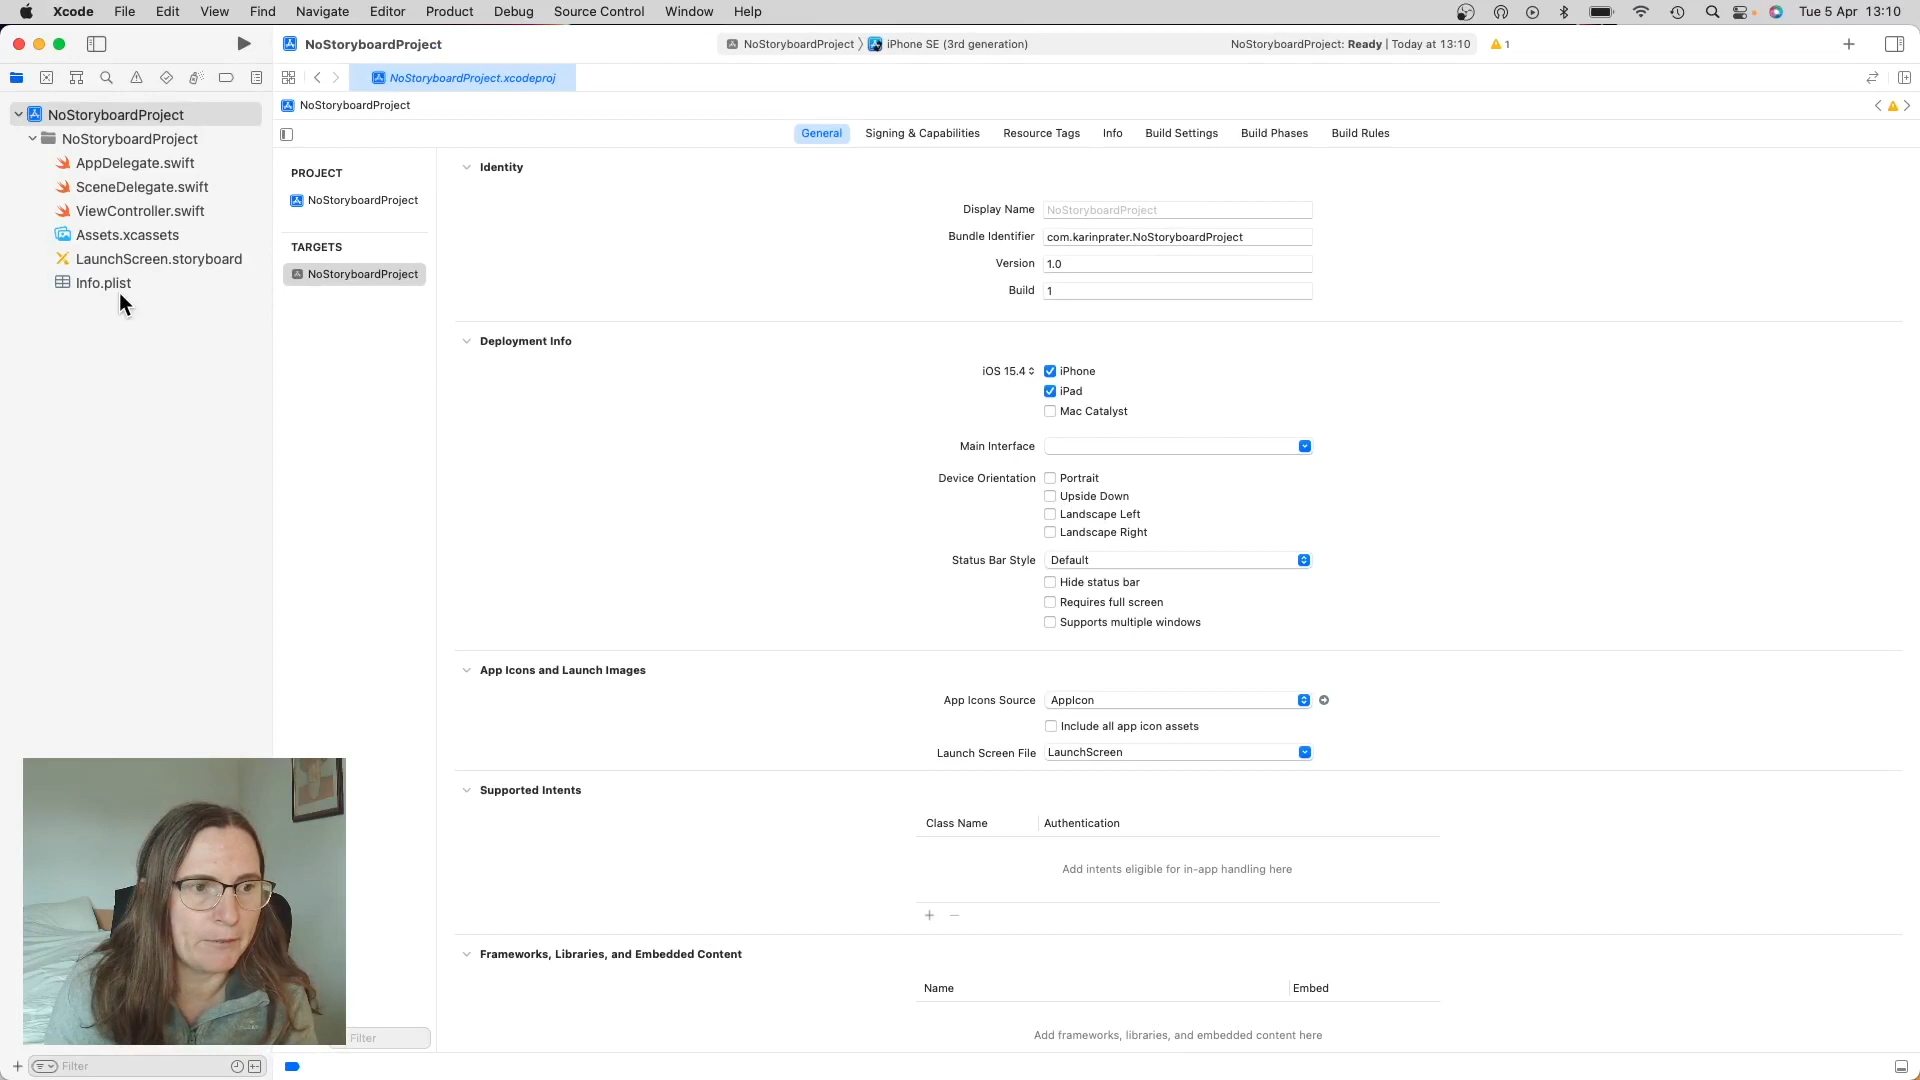 Xcode File Edit View Find Navigate Editor Product Debug Source Control Window Help Tue 5 Apr 13:10
NoStoryboardProject NoStoryboardProject iPhone SE (3rd generation) NoStoryboardProject: Ready | Today at 13:10 1
NoStoryboardProject.xcodeproj
NoStoryboardProject
NoStoryboardProject
NoStoryboardProject
AppDelegate.swift
SceneDelegate.swift
ViewController.swift
Assets.xcassets
LaunchScreen.storyboard
Info.plist
Filter
General Signing & Capabilities Resource Tags Info Build Settings Build Phases Build Rules
PROJECT
NoStoryboardProject
TARGETS
NoStoryboardProject
Filter
Identity
Display Name NoStoryboardProject
Bundle Identifier com.karinprater.NoStoryboardProject
Version 1.0
Build 1
Deployment Info
iOS 15.4 iPhone
iPad
Mac Catalyst
Main Interface
Device Orientation Portrait
Upside Down
Landscape Left
Landscape Right
Status Bar Style Default
Hide status bar
Requires full screen
Supports multiple windows
App Icons and Launch Images
App Icons Source AppIcon
Include all app icon assets
Launch Screen File LaunchScreen
Supported Intents
Class Name Authentication
Add intents eligible for in-app handling here
Frameworks, Libraries, and Embedded Content
Name Embed
Add frameworks, libraries, and embedded content here